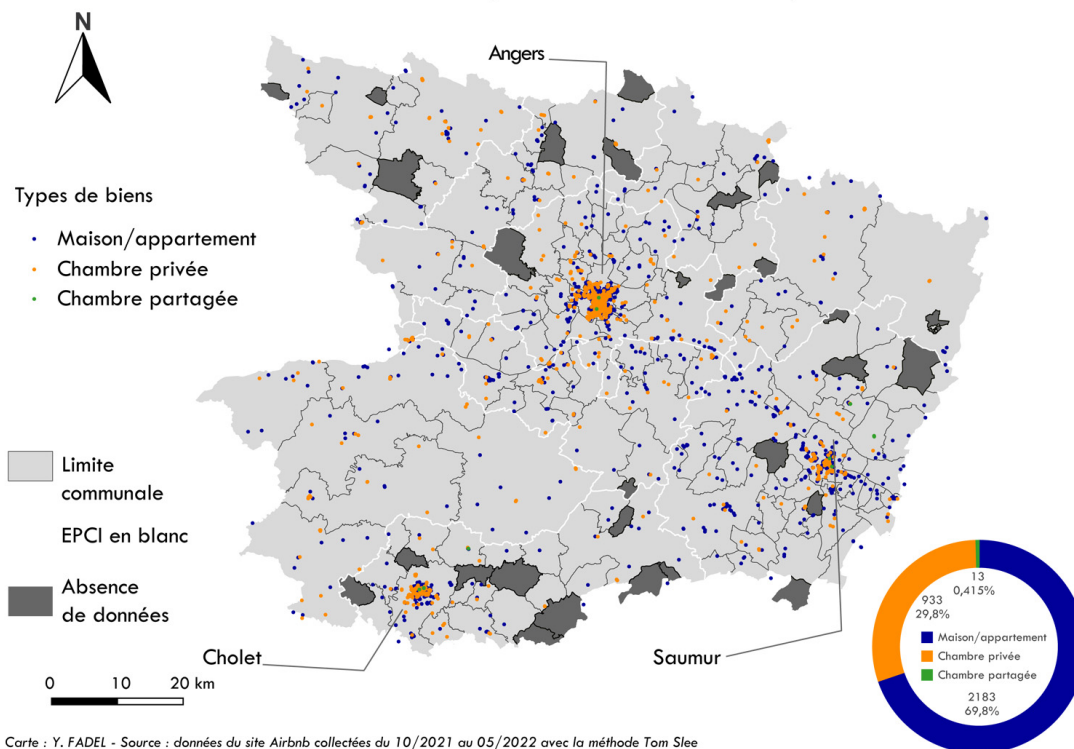 N
Angers
Types de biens
Maison/appartement
Chambre privée
Chambre partagée
Limite
communale
EPCI en blanc
Absence
de données
Cholet
Saumur
0 10 20 km
13
0,415%
933
29,8%
Maison/appartement
Chambre privée
Chambre partagée
2183
69,8%
Carte : Y. FADEL - Source : données du site Airbnb collectées du 10/2021 au 05/2022 avec la méthode Tom Slee